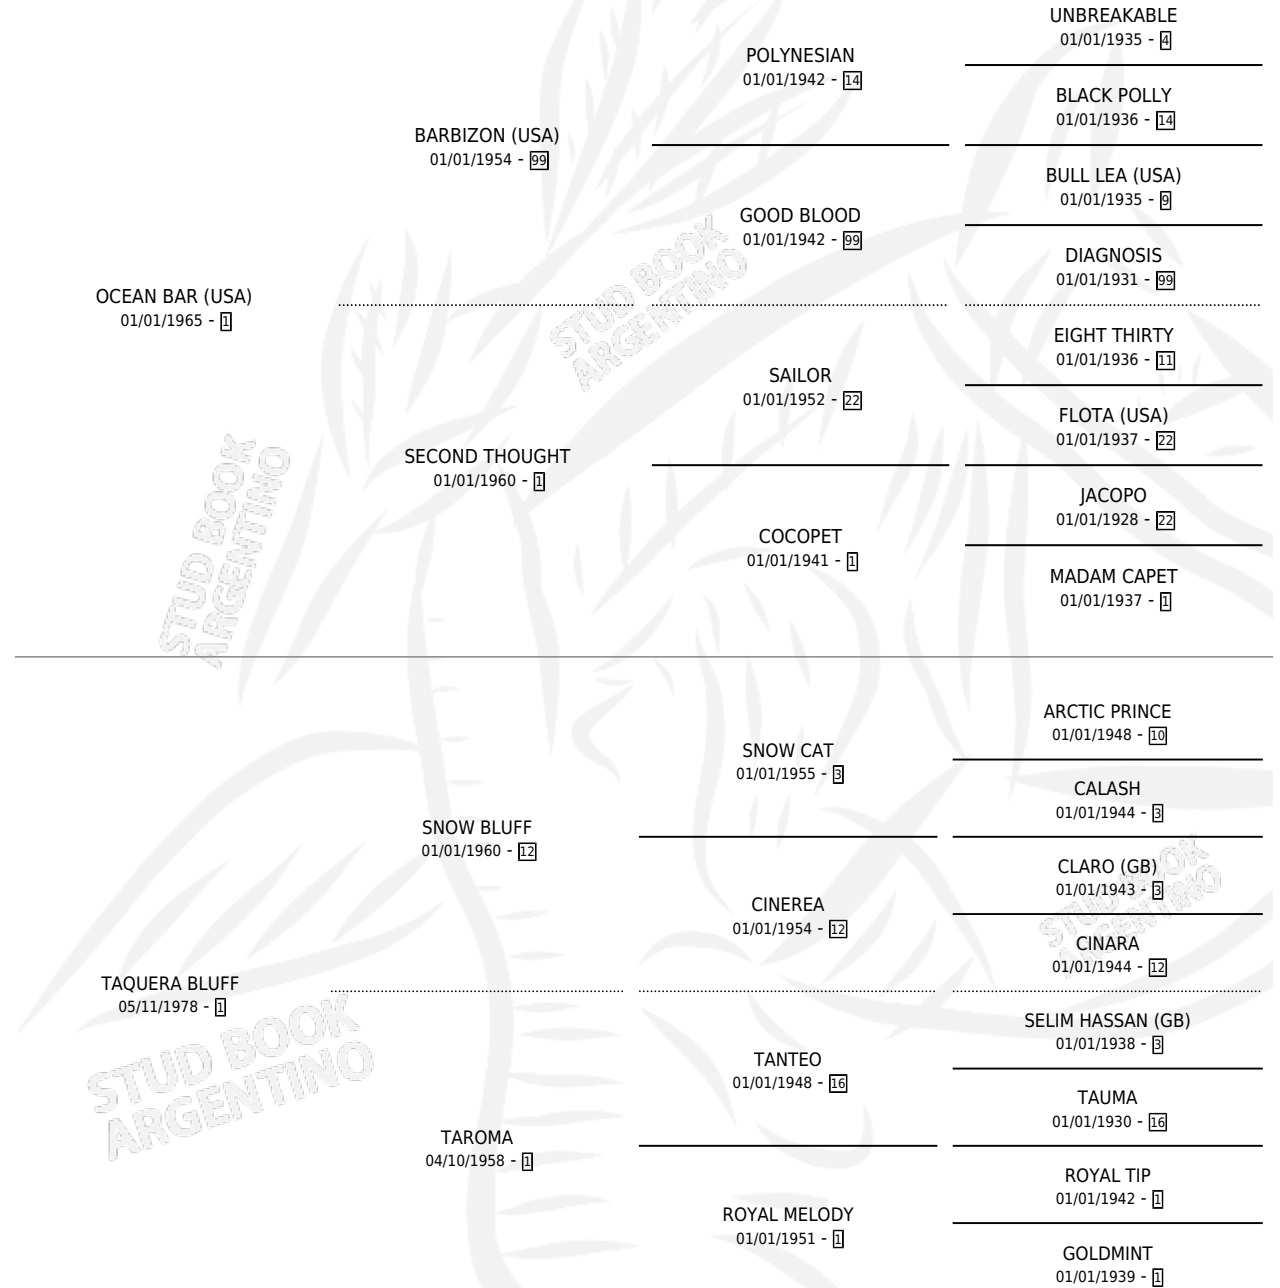 UNBREAKABLE
01/01/1935 - 4
POLYNESIAN
01/01/1942 - 14
BLACK POLLY
01/01/1936 - 14
BARBIZON (USA)
01/01/1954 - 99
BULL LEA (USA)
01/01/1935 - 9
GOOD BLOOD
01/01/1942 - 99
DIAGNOSIS
01/01/1931 - 99
OCEAN BAR (USA)
01/01/1965 - 1
STUD BOOK
ARGENTINO
EIGHT THIRTY
01/01/1936 - 11
SAILOR
01/01/1952 - 22
FLOTA (USA)
01/01/1937 - 22
SECOND THOUGHT
01/01/1960 - 1
JACOPO
01/01/1928 - 22
COCOPET
01/01/1941 - 1
MADAM CAPET
01/01/1937 - 1
STUD BOOK
ARGENTINO
ARCTIC PRINCE
01/01/1948 - 10
SNOW CAT
01/01/1955 - 3
CALASH
01/01/1944 - 3
SNOW BLUFF
01/01/1960 - 12
CLARO (GB)
01/01/1943 - 3
CINEREA
01/01/1954 - 12
STUD BOOK
ARGENTINO
CINARA
01/01/1944 - 12
TAQUERA BLUFF
05/11/1978 - 1
STUD BOOK
ARGENTINO
SELIM HASSAN (GB)
01/01/1938 - 3
TANTEO
01/01/1948 - 16
TAUMA
01/01/1930 - 16
TAROMA
04/10/1958 - 1
ROYAL TIP
01/01/1942 - 1
ROYAL MELODY
01/01/1951 - 1
GOLDMINT
01/01/1939 - 1